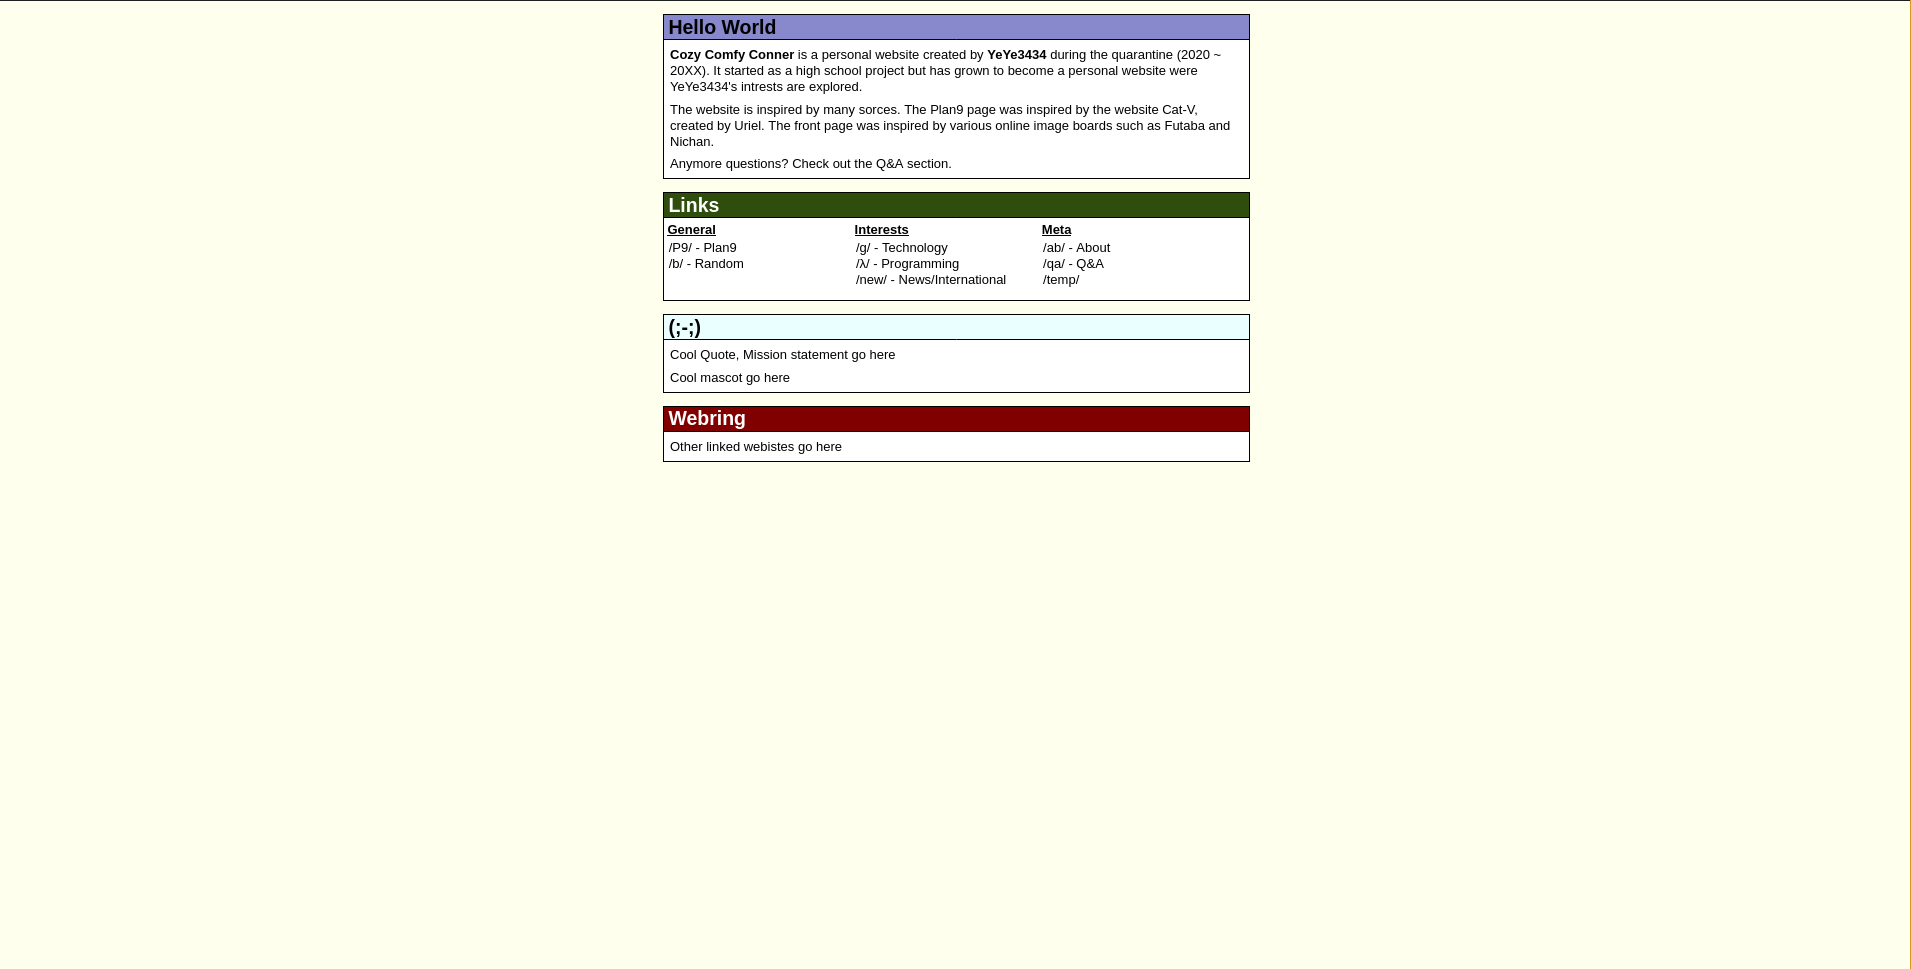 Hello World
Cozy Comfy Conner is a personal website created by YeYe3434 during the quarantine (2020 ~
20XX). It started as a high school project but has grown to become a personal website were
YeYe3434's intrests are explored.
The website is inspired by many sorces. The Plan9 page was inspired by the website Cat-V,
created by Uriel. The front page was inspired by various online image boards such as Futaba and
Nichan.
Anymore questions? Check out the Q&A section.
Links
General Interests Meta
/P9/ - Plan9 /g/ - Technology /ab/ - About
/b/ - Random /λ/ - Programming /qa/ - Q&A
/new/ - News/International /temp/
(;-;)
Cool Quote, Mission statement go here
Cool mascot go here
Webring
Other linked webistes go here